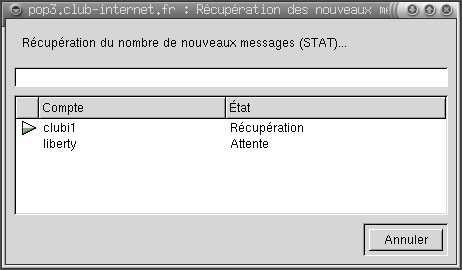 pop3.club-internet.fr : Récupération des nouveaux me
Récupération du nombre de nouveaux messages (STAT)...
Compte État
clubi1 Récupération
liberty Attente
Annuler